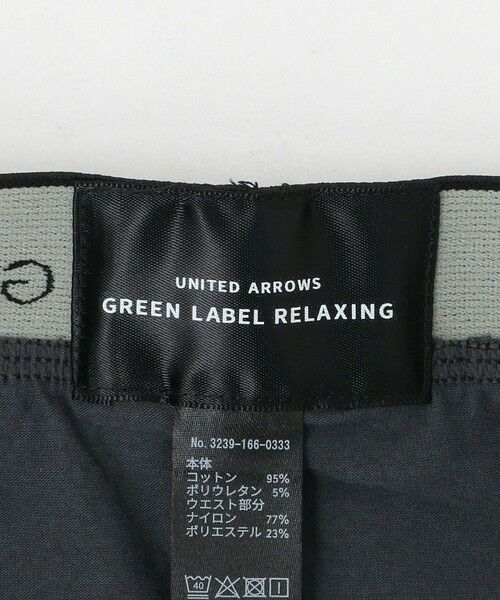 UNITED ARROWS
GREEN LABEL RELAXING
No. 3239-166-0333
本体
コットン 95%
ポリウレタン 5%
ウエスト部分
ナイロン 77%
ポリエステル 23%
40